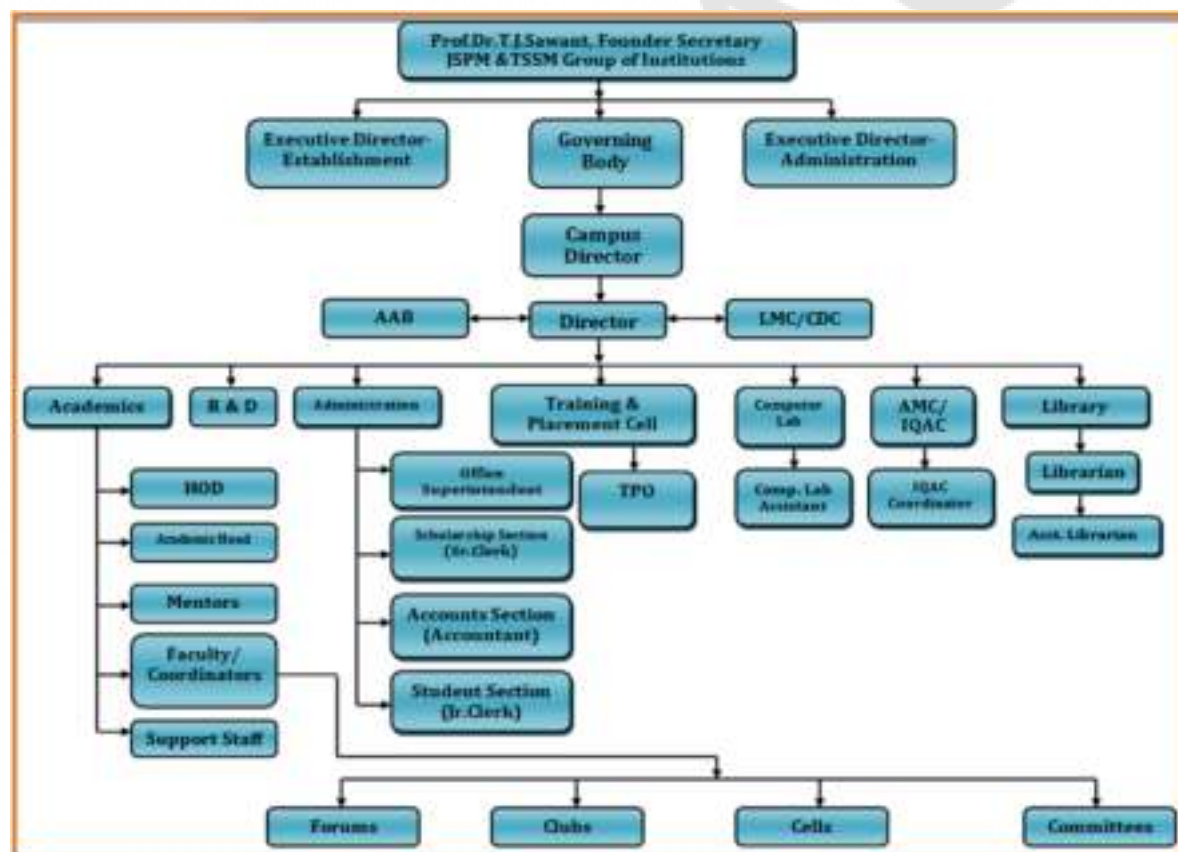 Prof.Dr.T.J.Sawant, Founder Secretary
JSPM &TSSM Group of Institutions
Executive Director-
Establishment
Governing
Body
Executive Director-
Administration
Campus
Director
AAB
Director
LMC/CDC
Academics
R & D
Administration
Training &
Placement Cell
Computer
Lab
AMC/
IQAC
Library
HOD
Academic Head
Mentors
Faculty/
Coordinators
Support Staff
Office
Superintendent
Scholarship Section
(Sr.Clerk)
Accounts Section
(Accountant)
Student Section
(Jr.Clerk)
TPO
Comp. Lab
Assistant
IQAC
Coordinator
Librarian
Asst. Librarian
Forums
Clubs
Cells
Committees